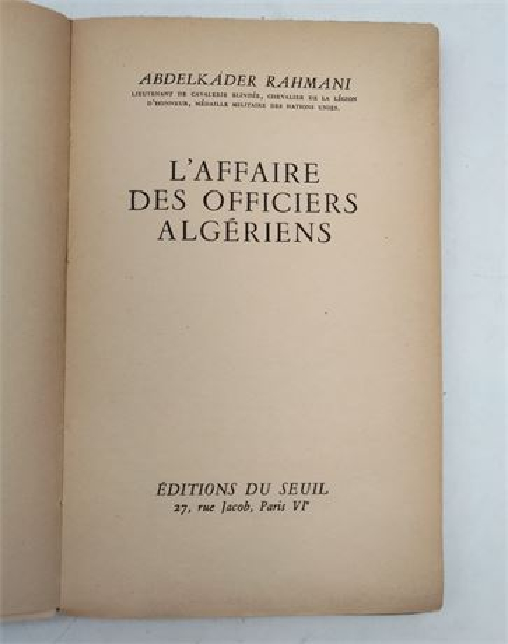 ABDELKADER RAHMANI
LIEUTENANT DE CAVALERIE BLINDÉE, CHEVALIER DE LA LÉGION
D'HONNEUR, MÉDAILLE MILITAIRE DES NATIONS UNIES.
L'AFFAIRE
DES OFFICIERS
ALGÉRIENS
ÉDITIONS DU SEUIL
27, rue Jacob, Paris VIe